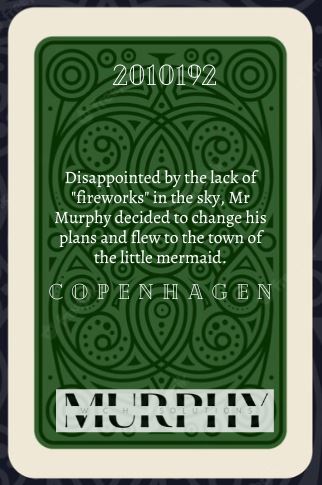 2010192
Disappointed by the lack of
"fireworks" in the sky, Mr
Murphy decided to change his
plans and flew to the town of
the little mermaid.
COPENHAGEN
MURPHY
SOLUTIONS